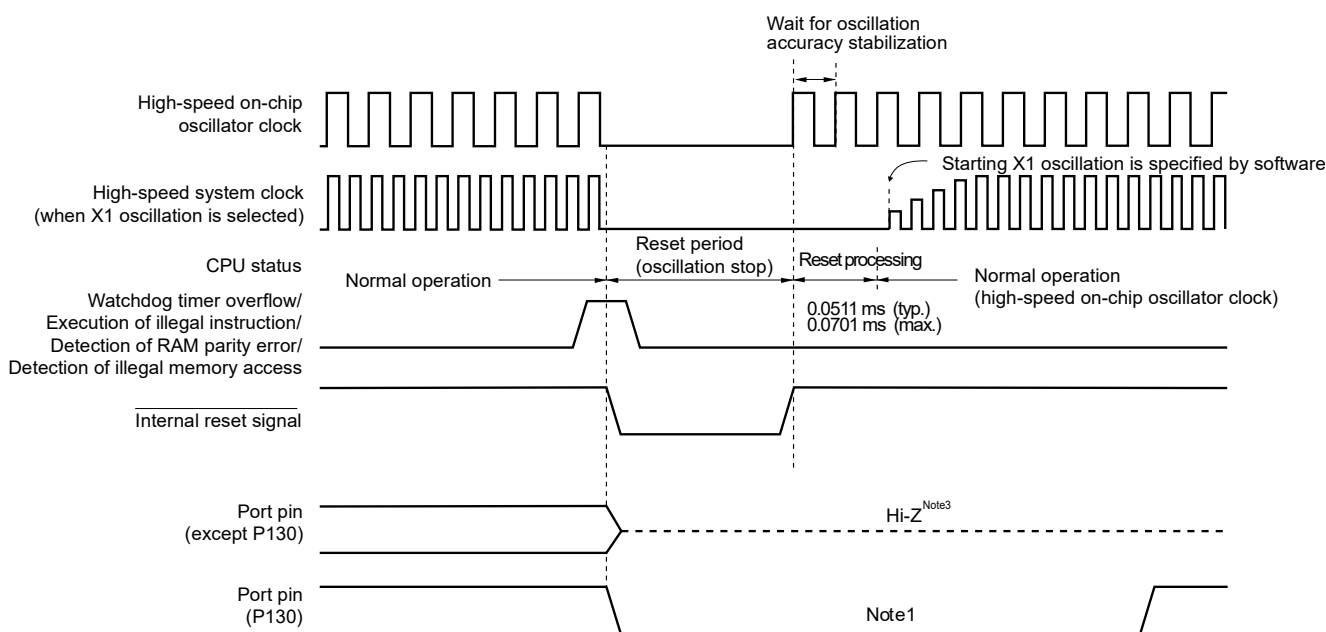 Wait for oscillation
accuracy stabilization
High-speed on-chip
oscillator clock
Starting X1 oscillation is specified by software
High-speed system clock
(when X1 oscillation is selected)
CPU status
Normal operation
Reset period
(oscillation stop)
Reset processing
Normal operation
(high-speed on-chip oscillator clock)
0.0511 ms (typ.)
0.0701 ms (max.)
Watchdog timer overflow/
Execution of illegal instruction/
Detection of RAM parity error/
Detection of illegal memory access
Internal reset signal
Port pin
(except P130)
Hi-Z Note3
Port pin
(P130)
Note1